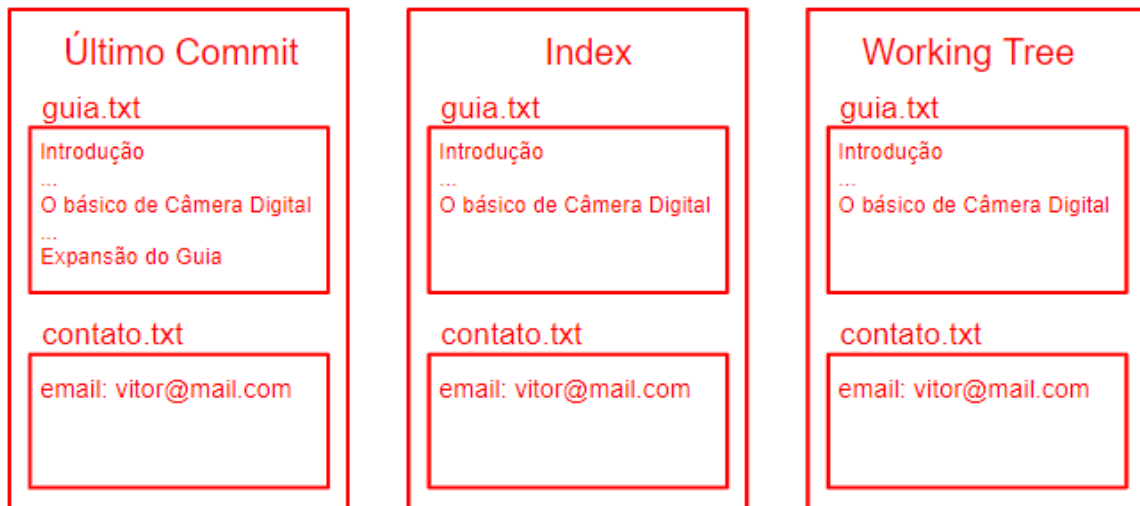 Último Commit
guia.txt
Introdução
...
O básico de Câmera Digital
...
Expansão do Guia
contato.txt
email: vitor@mail.com
Index
guia.txt
Introdução
...
O básico de Câmera Digital
contato.txt
email: vitor@mail.com
Working Tree
guia.txt
Introdução
...
O básico de Câmera Digital
contato.txt
email: vitor@mail.com